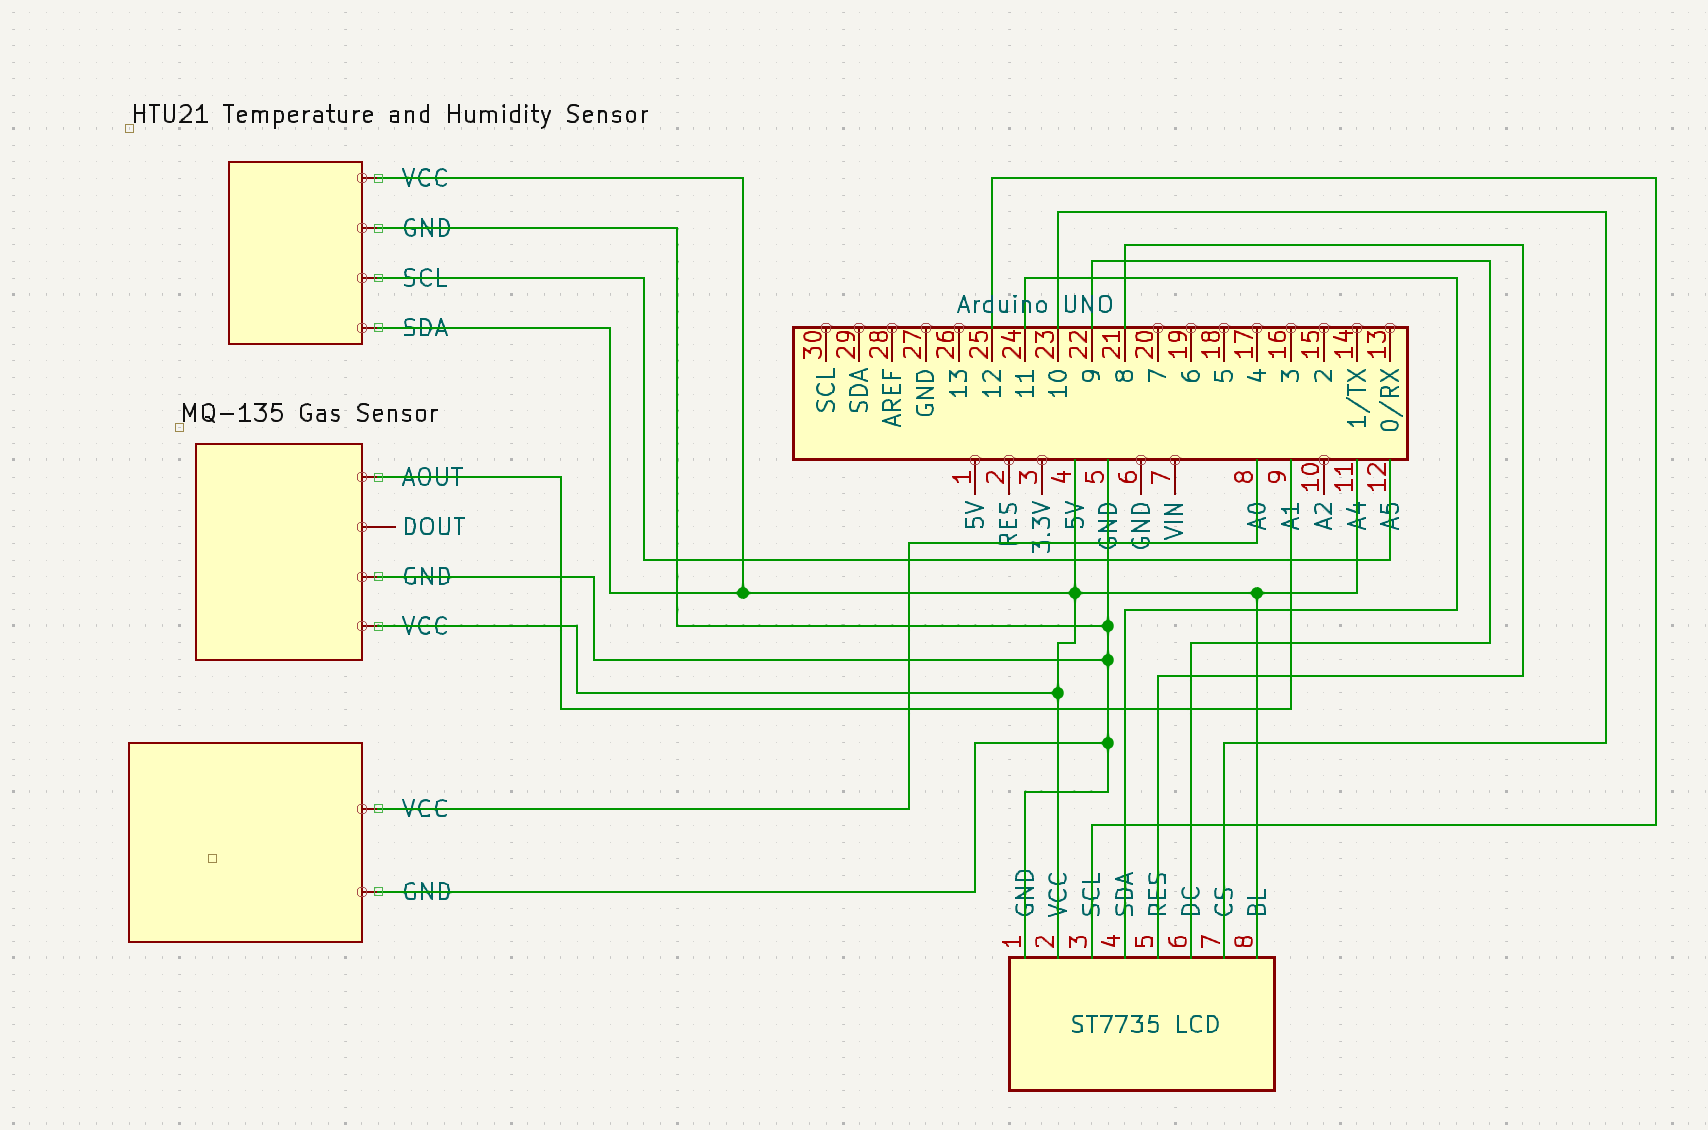 HTU21 Temperature and Humidity Sensor
VCC
GND
SCL
SDA
MQ-135 Gas Sensor
AOUT
DOUT
GND
VCC
VCC
GND
Arduino UNO
30 29 28 27 26 25 24 23 22 21 20 19 18 17 16 15 14 13
SCL SDA AREF GND 13 12 11 10 9 8 7 6 5 4 3 2 1/TX 0/RX
1 2 3 4 5 6 7 8 9 10 11 12
5V RES 3.3V 5V GND GND VIN A0 A1 A2 A4 A5
GND VCC SCL SDA RES DC CS BL
1 2 3 4 5 6 7 8
ST7735 LCD